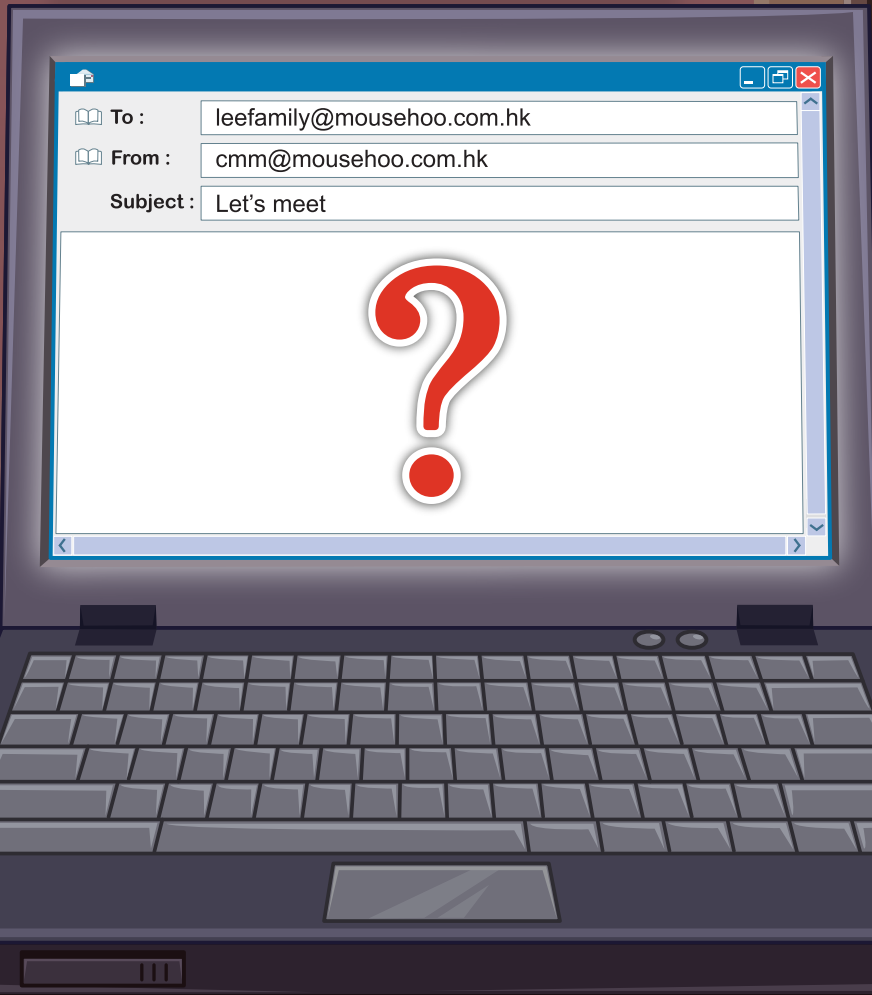 To : leefamily@mousehoo.com.hk
From : cmm@mousehoo.com.hk
Subject : Let’s meet
?